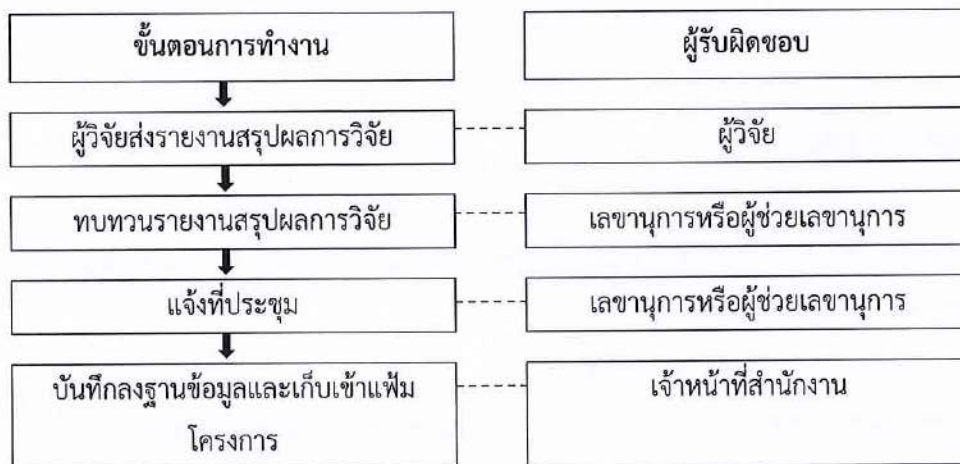 ขั้นตอนการทำงาน
ผู้รับผิดชอบ
ผู้วิจัยส่งรายงานสรุปผลการวิจัย
ผู้วิจัย
ทบทวนรายงานสรุปผลการวิจัย
เลขานุการหรือผู้ช่วยเลขานุการ
แจ้งที่ประชุม
เลขานุการหรือผู้ช่วยเลขานุการ
บันทึกลงฐานข้อมูลและเก็บเข้าแฟ้ม
โครงการ
เจ้าหน้าที่สำนักงาน